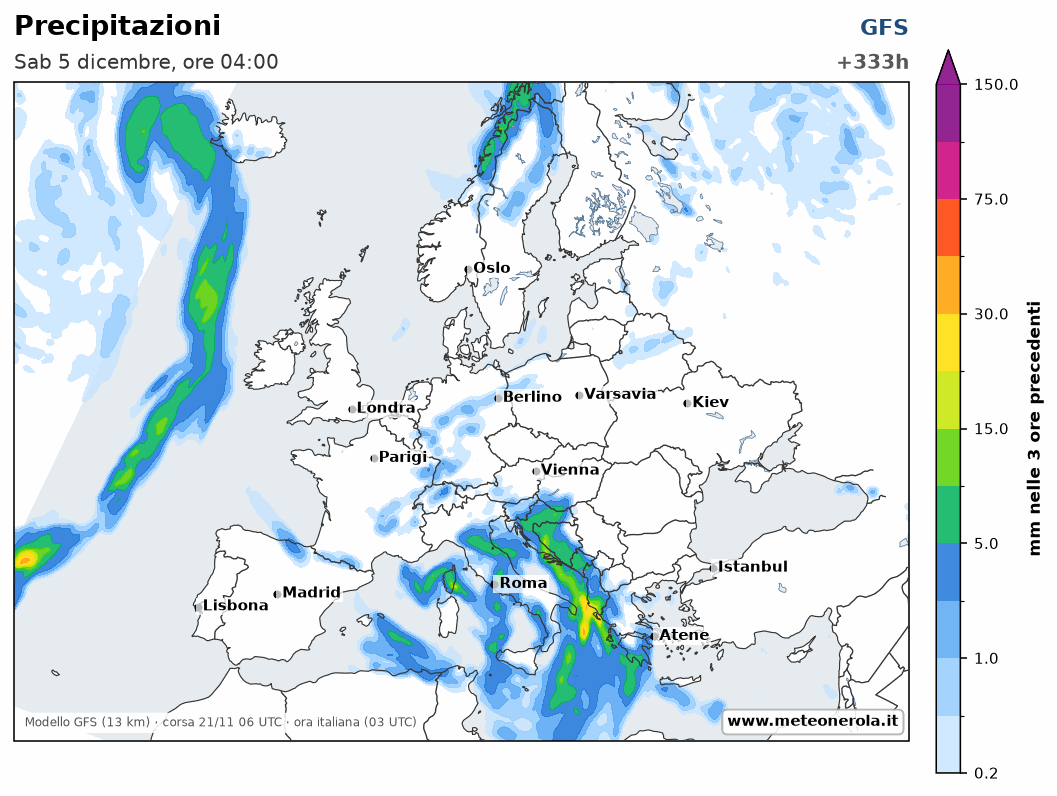 Precipitazioni
GFS
Sab 5 dicembre, ore 04:00
+333h
150.0
75.0
30.0
15.0
5.0
1.0
0.2
mm nelle 3 ore precedenti
Oslo
Berlino
Varsavia
Kiev
Londra
Parigi
Vienna
Istanbul
Roma
Madrid
Lisbona
Atene
Modello GFS (13 km) · corsa 21/11 06 UTC · ora italiana (03 UTC)
www.meteonerola.it